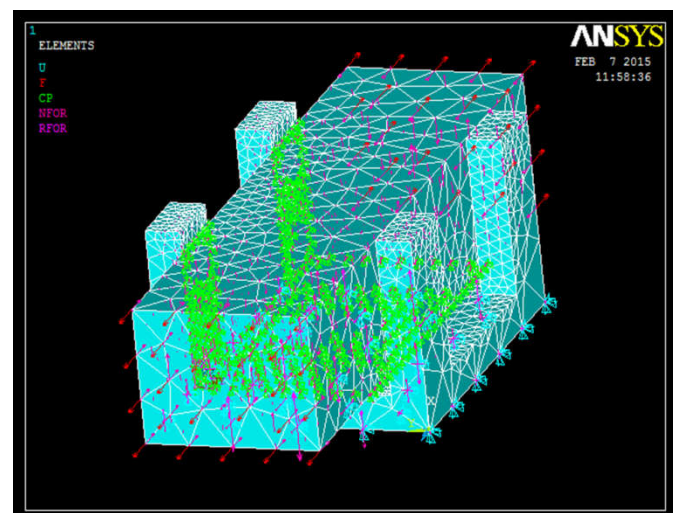 1
ELEMENTS
U
F
CP
NFOR
RFOR
ANSYS
FEB 7 2015
11:58:36
X